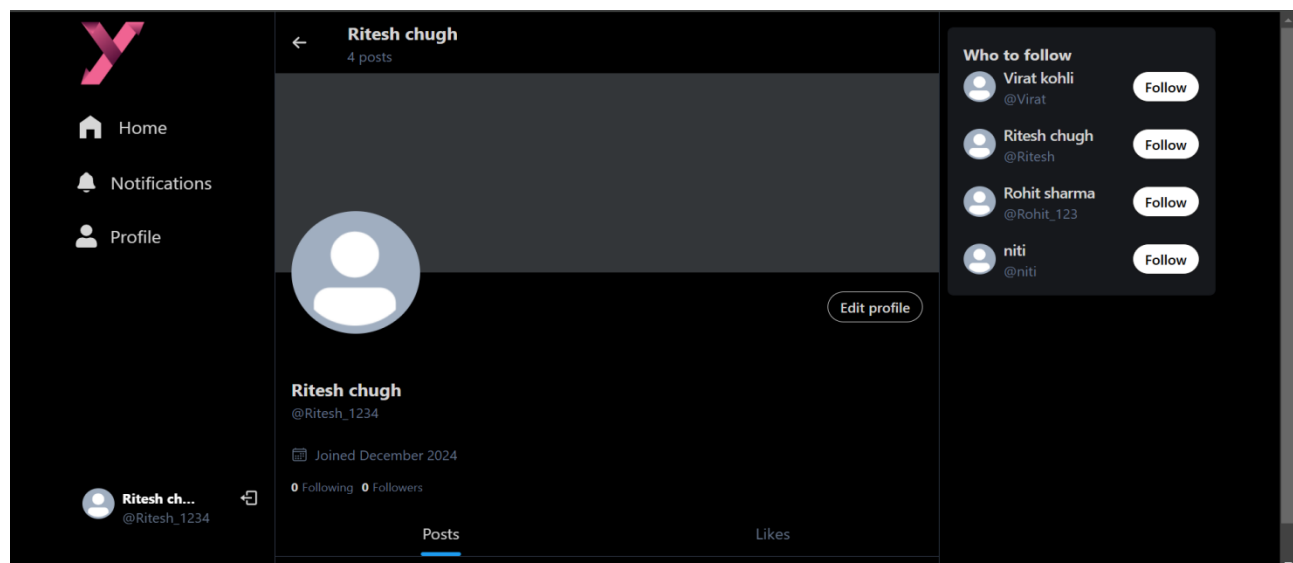 Y
Home
Notifications
Profile
Ritesh ch...
@Ritesh_1234
Ritesh chugh
4 posts
Edit profile
Ritesh chugh
@Ritesh_1234
Joined December 2024
0 Following 0 Followers
Posts Likes
Who to follow
Virat kohli
@Virat
Follow
Ritesh chugh
@Ritesh
Follow
Rohit sharma
@Rohit_123
Follow
niti
@niti
Follow